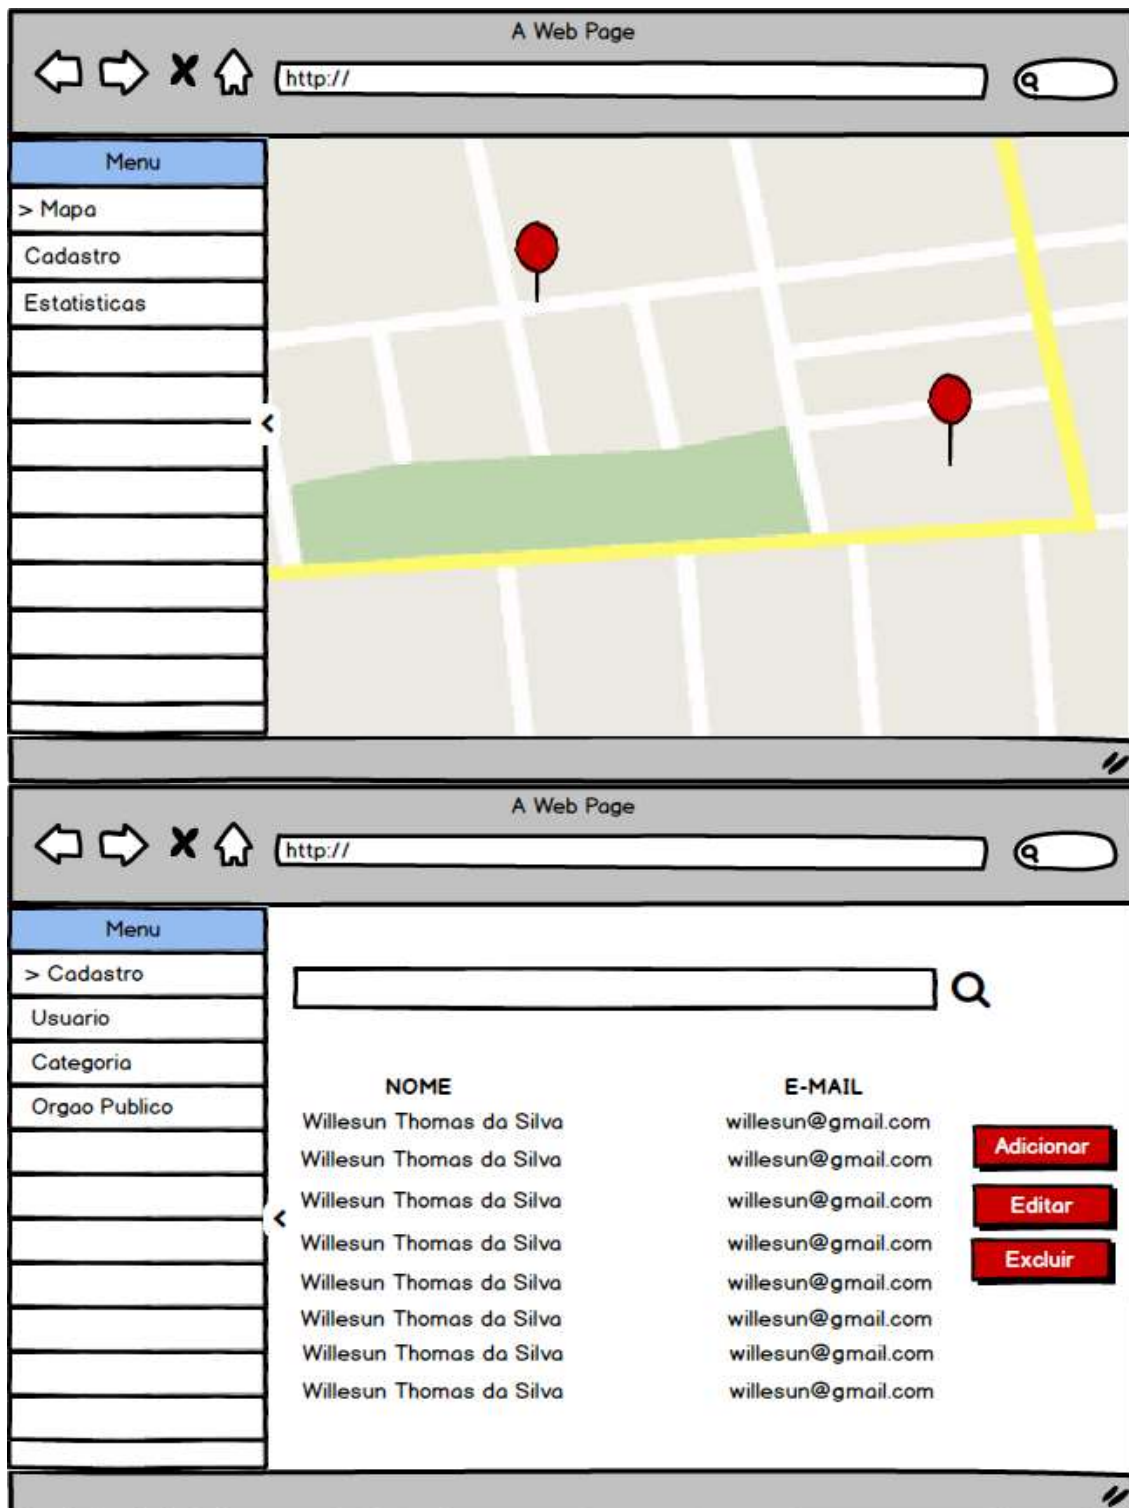 A Web Page
http://
Menu
> Mapa
Cadastro
Estatisticas
<
A Web Page
http://
Menu
> Cadastro
Usuario
Categoria
Orgao Publico
<
NOME E-MAIL
Willesun Thomas da Silva willesun@gmail.com
Willesun Thomas da Silva willesun@gmail.com
Willesun Thomas da Silva willesun@gmail.com
Willesun Thomas da Silva willesun@gmail.com
Willesun Thomas da Silva willesun@gmail.com
Willesun Thomas da Silva willesun@gmail.com
Willesun Thomas da Silva willesun@gmail.com
Willesun Thomas da Silva willesun@gmail.com
Adicionar
Editar
Excluir